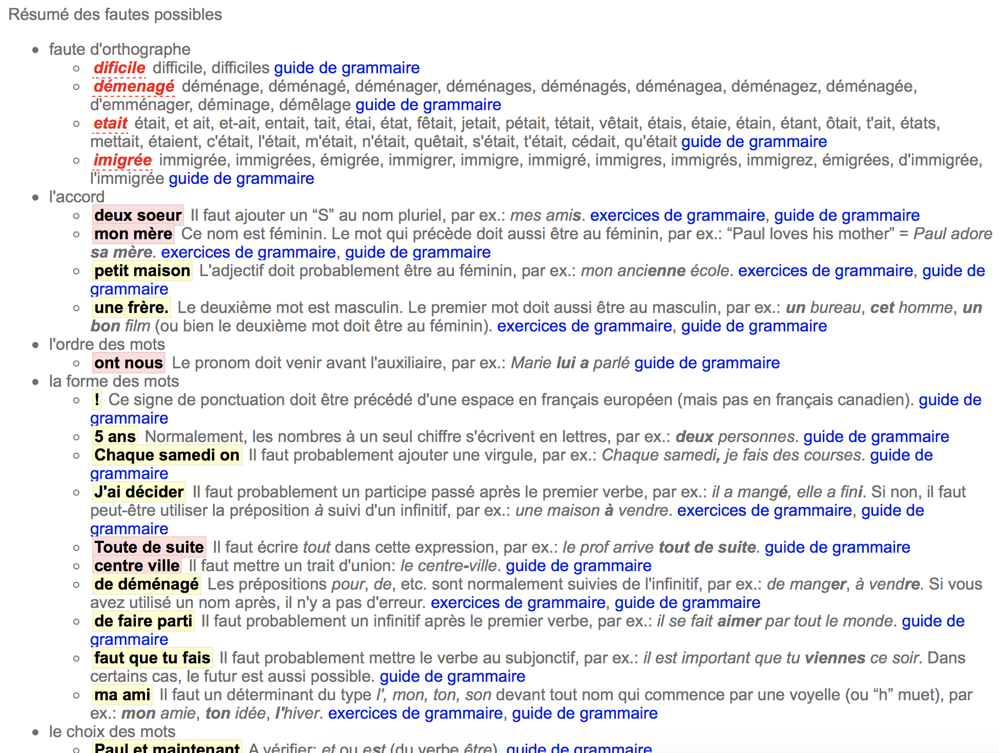 Résumé des fautes possibles
faute d'orthographe
dificile difficile, difficiles guide de grammaire
démenagé déménage, déménagé, déménager, déménages, déménagés, déménagea, déménagez, déménagée,
d'emménager, déminage, démêlage guide de grammaire
etait était, et ait, et-ait, entait, tait, étai, état, fêtait, jetait, pétait, tétait, vêtait, étais, étaie, étain, étant, ôtait, t'ait, états,
mettait, étaient, c'était, l'était, m'était, n'était, quêtait, s'était, t'était, cédait, qu'était guide de grammaire
imigrée immigrée, immigrées, émigrée, immigrer, immigre, immigré, immigres, immigrés, immigrez, émigrées, d'immigrée,
l'immigrée guide de grammaire
l'accord
deux soeur Il faut ajouter un “S” au nom pluriel, par ex.: mes amis. exercices de grammaire, guide de grammaire
mon mère Ce nom est féminin. Le mot qui précède doit aussi être au féminin, par ex.: “Paul loves his mother” = Paul adore
sa mère. exercices de grammaire, guide de grammaire
petit maison L'adjectif doit probablement être au féminin, par ex.: mon ancienne école. exercices de grammaire, guide de
grammaire
une frère. Le deuxième mot est masculin. Le premier mot doit aussi être au masculin, par ex.: un bureau, cet homme, un
bon film (ou bien le deuxième mot doit être au féminin). exercices de grammaire, guide de grammaire
l'ordre des mots
ont nous Le pronom doit venir avant l'auxiliaire, par ex.: Marie lui a parlé guide de grammaire
la forme des mots
! Ce signe de ponctuation doit être précédé d'une espace en français européen (mais pas en français canadien). guide de
grammaire
5 ans Normalement, les nombres à un seul chiffre s'écrivent en lettres, par ex.: deux personnes. guide de grammaire
Chaque samedi on Il faut probablement ajouter une virgule, par ex.: Chaque samedi, je fais des courses. guide de
grammaire
J'ai décider Il faut probablement un participe passé après le premier verbe, par ex.: il a mangé, elle a fini. Si non, il faut
peut-être utiliser la préposition à suivi d'un infinitif, par ex.: une maison à vendre. exercices de grammaire, guide de
grammaire
Toute de suite Il faut écrire tout dans cette expression, par ex.: le prof arrive tout de suite. guide de grammaire
centre ville Il faut mettre un trait d'union: le centre-ville. guide de grammaire
de déménagé Les prépositions pour, de, etc. sont normalement suivies de l'infinitif, par ex.: de manger, à vendre. Si vous
avez utilisé un nom après, il n'y a pas d'erreur. exercices de grammaire, guide de grammaire
de faire parti Il faut probablement un infinitif après le premier verbe, par ex.: il se fait aimer par tout le monde. guide de
grammaire
faut que tu fais Il faut probablement mettre le verbe au subjonctif, par ex.: il est important que tu viennes ce soir. Dans
certains cas, le futur est aussi possible. guide de grammaire
ma ami Il faut un déterminant du type l', mon, ton, son devant tout nom qui commence par une voyelle (ou “h” muet), par
ex.: mon amie, ton idée, l'hiver. exercices de grammaire, guide de grammaire
le choix des mots
Paul et maintenant A vérifier: et ou est (du verbe être). guide de grammaire